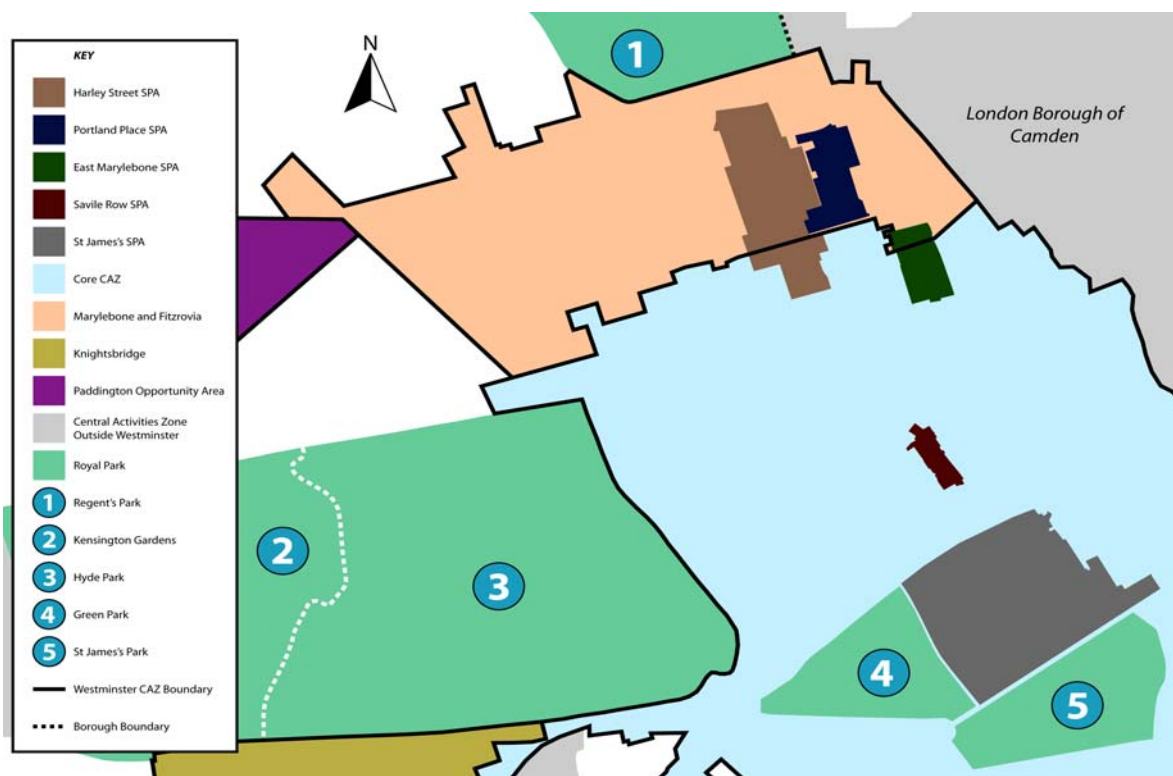 KEY
Harley Street SPA
Portland Place SPA
East Marylebone SPA
Savile Row SPA
St James's SPA
Core CAZ
Marylebone and Fitzrovia
Knightsbridge
Paddington Opportunity Area
Central Activities Zone
Outside Westminster
Royal Park
1 Regent's Park
2 Kensington Gardens
3 Hyde Park
4 Green Park
5 St James's Park
Westminster CAZ Boundary
Borough Boundary
N
1
London Borough of
Camden
2
3
4
5